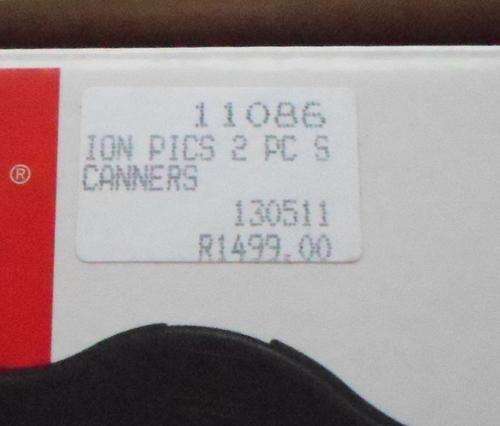 11086
ION PICS 2 PC S
CANNERS
130511
R1499.00
®